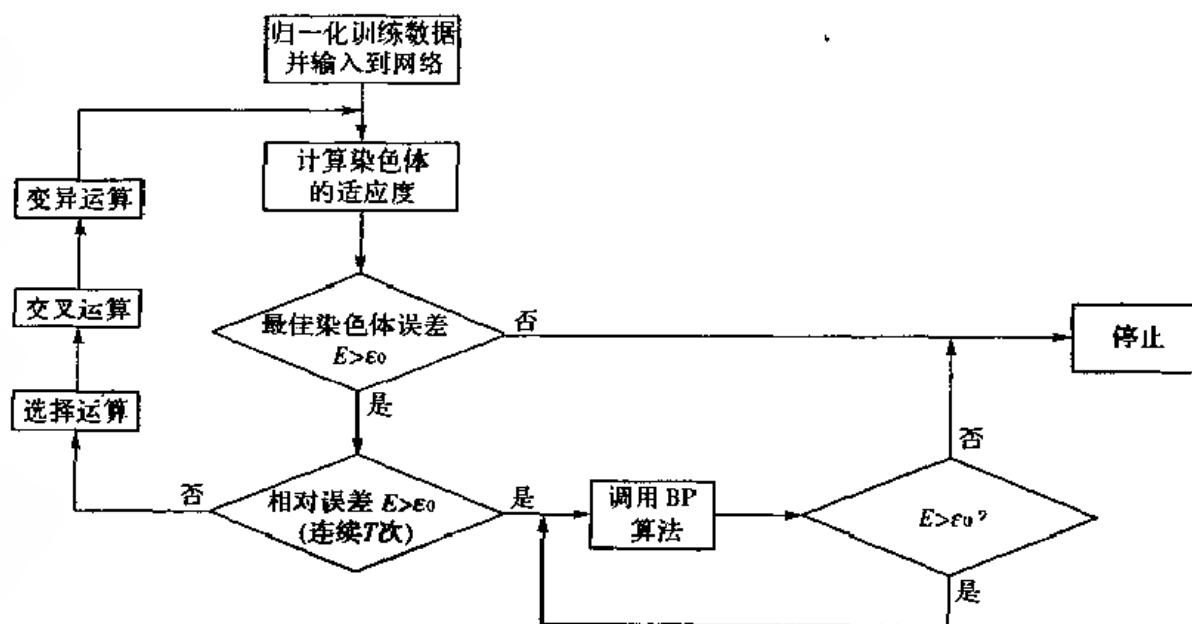 归一化训练数据
并输入到网络
计算染色体
的适应度
变异运算
交叉运算
选择运算
最佳染色体误差
E>ε₀
否
是
停止
否
相对误差 E>ε₀
(连续T次)
是
调用 BP
算法
E>ε₀?
否
是